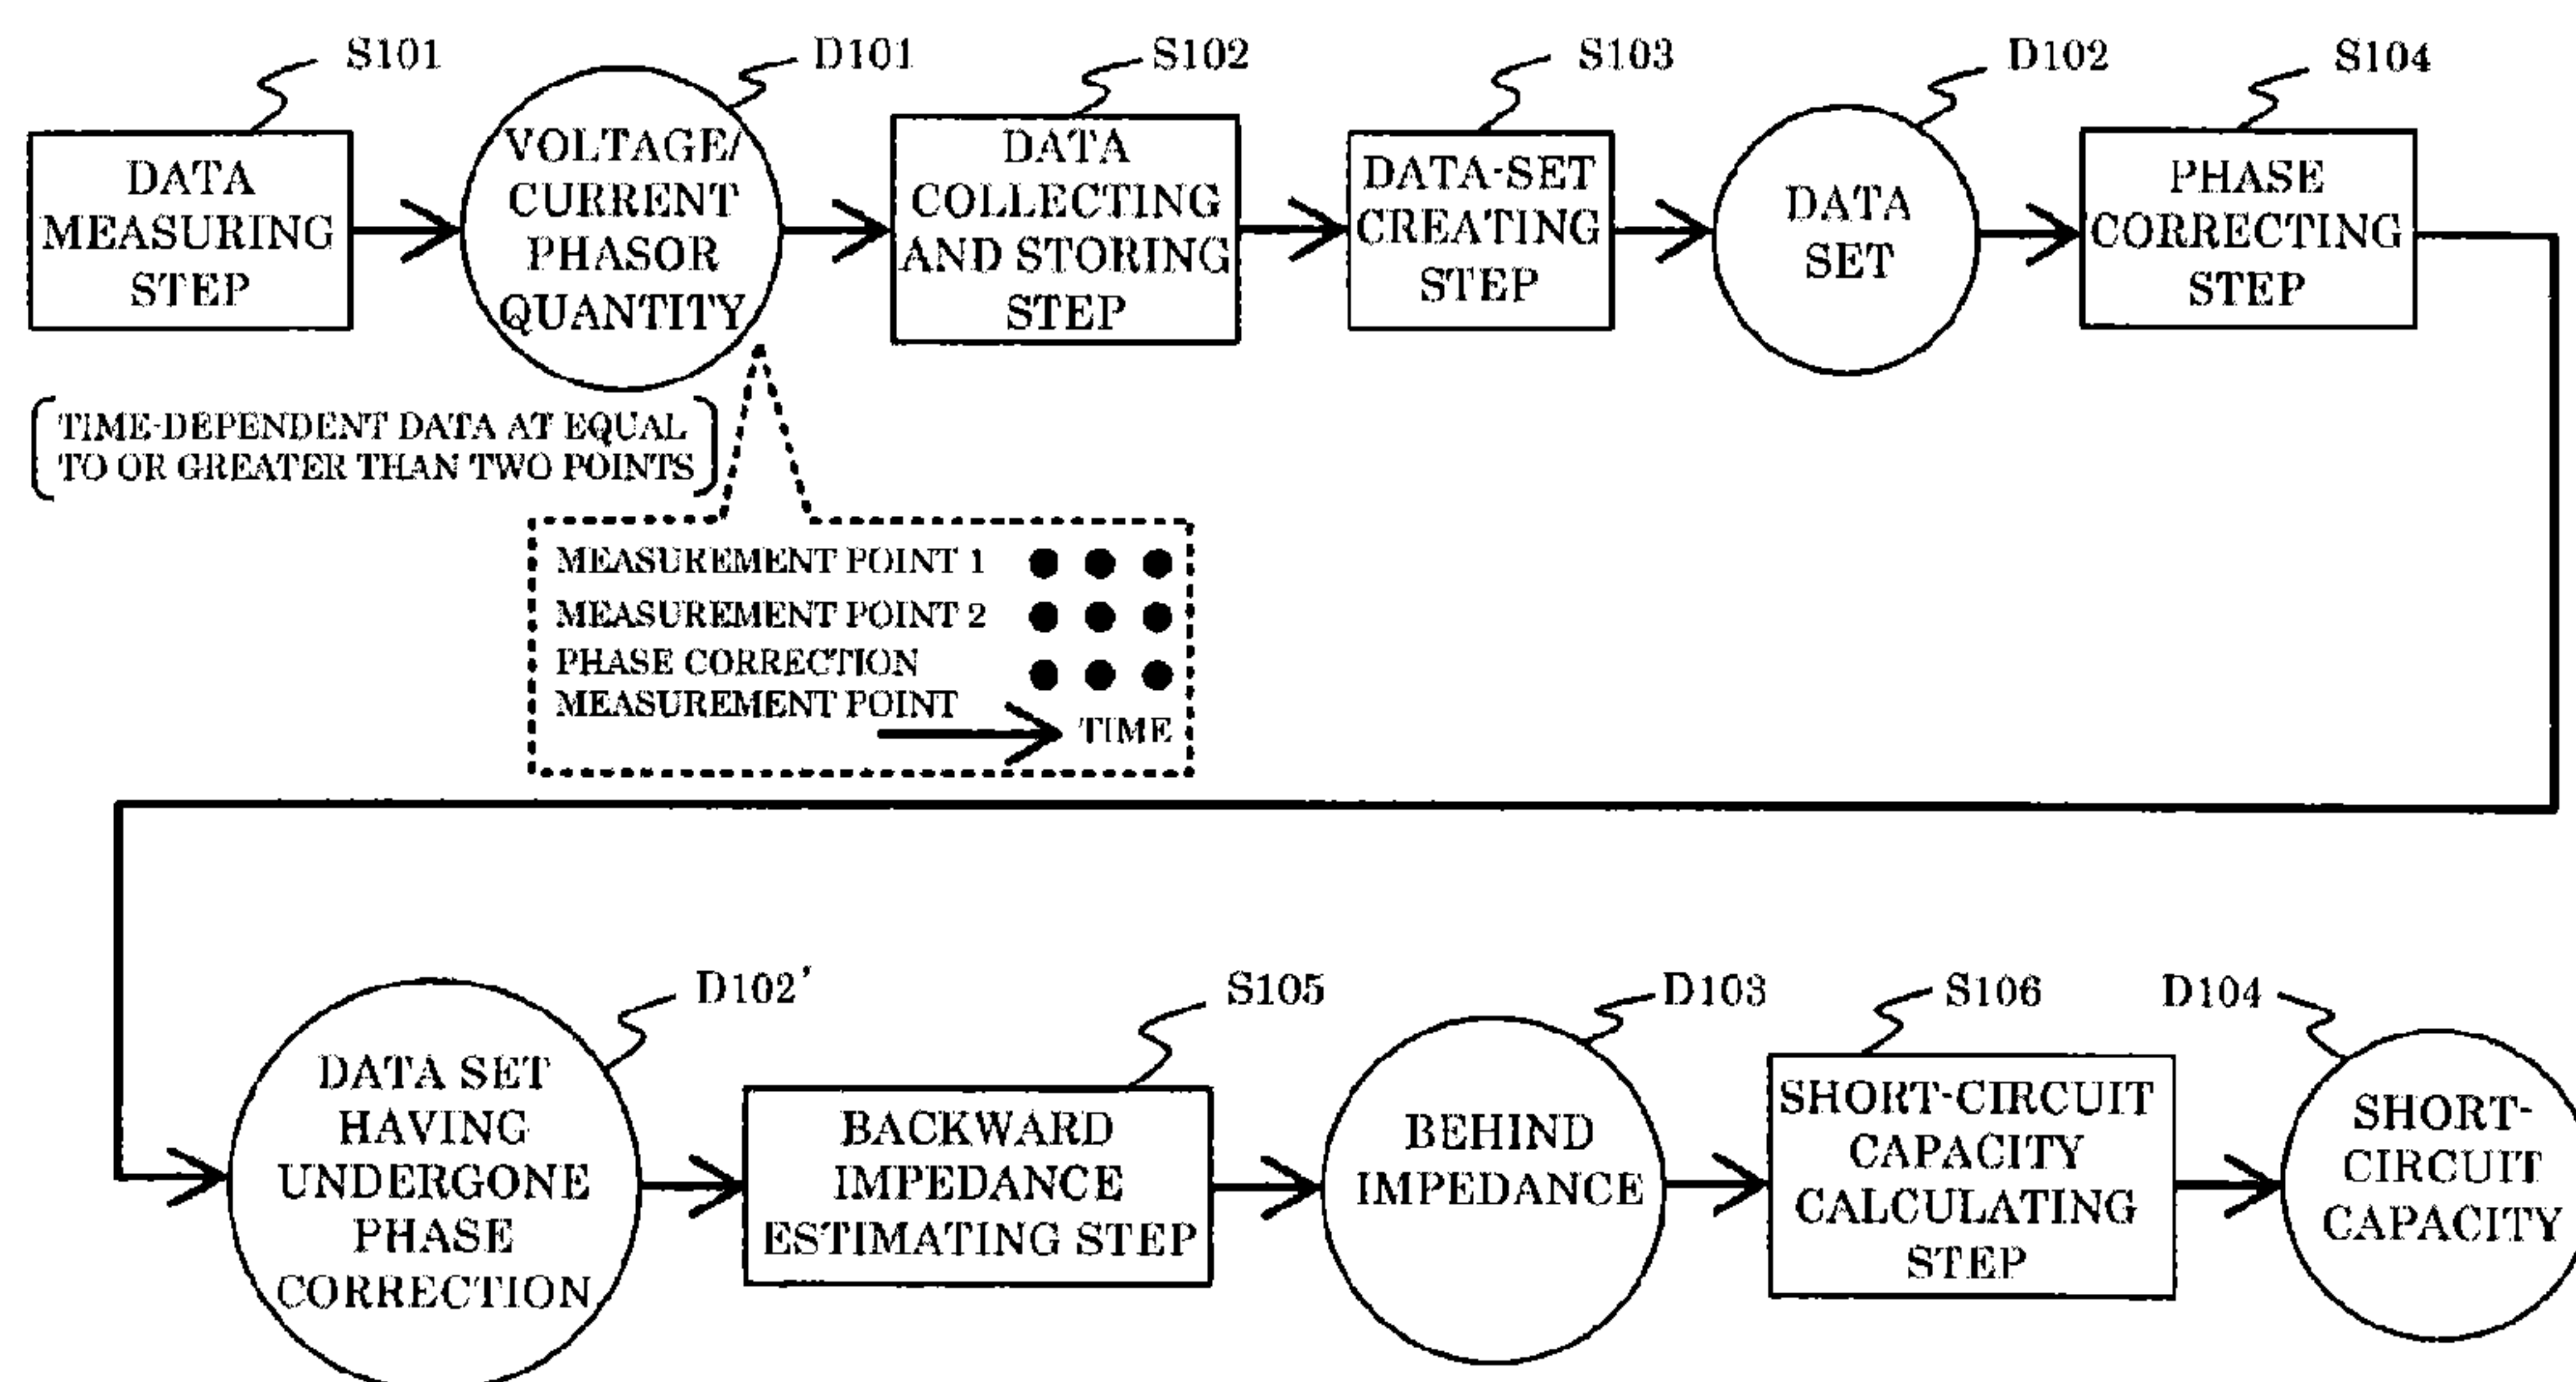 S101
D101
S102
S103
D102
S104
DATA
MEASURING
STEP
VOLTAGE/
CURRENT
PHASOR
QUANTITY
DATA
COLLECTING
AND STORING
STEP
DATA-SET
CREATING
STEP
DATA
SET
PHASE
CORRECTING
STEP
TIME-DEPENDENT DATA AT EQUAL
TO OR GREATER THAN TWO POINTS
MEASUREMENT POINT 1
MEASUREMENT POINT 2
PHASE CORRECTION
MEASUREMENT POINT
TIME
D102'
S105
D103
S106
D104
DATA SET
HAVING
UNDERGONE
PHASE
CORRECTION
BACKWARD
IMPEDANCE
ESTIMATING STEP
BEHIND
IMPEDANCE
SHORT-CIRCUIT
CAPACITY
CALCULATING
STEP
SHORT-
CIRCUIT
CAPACITY